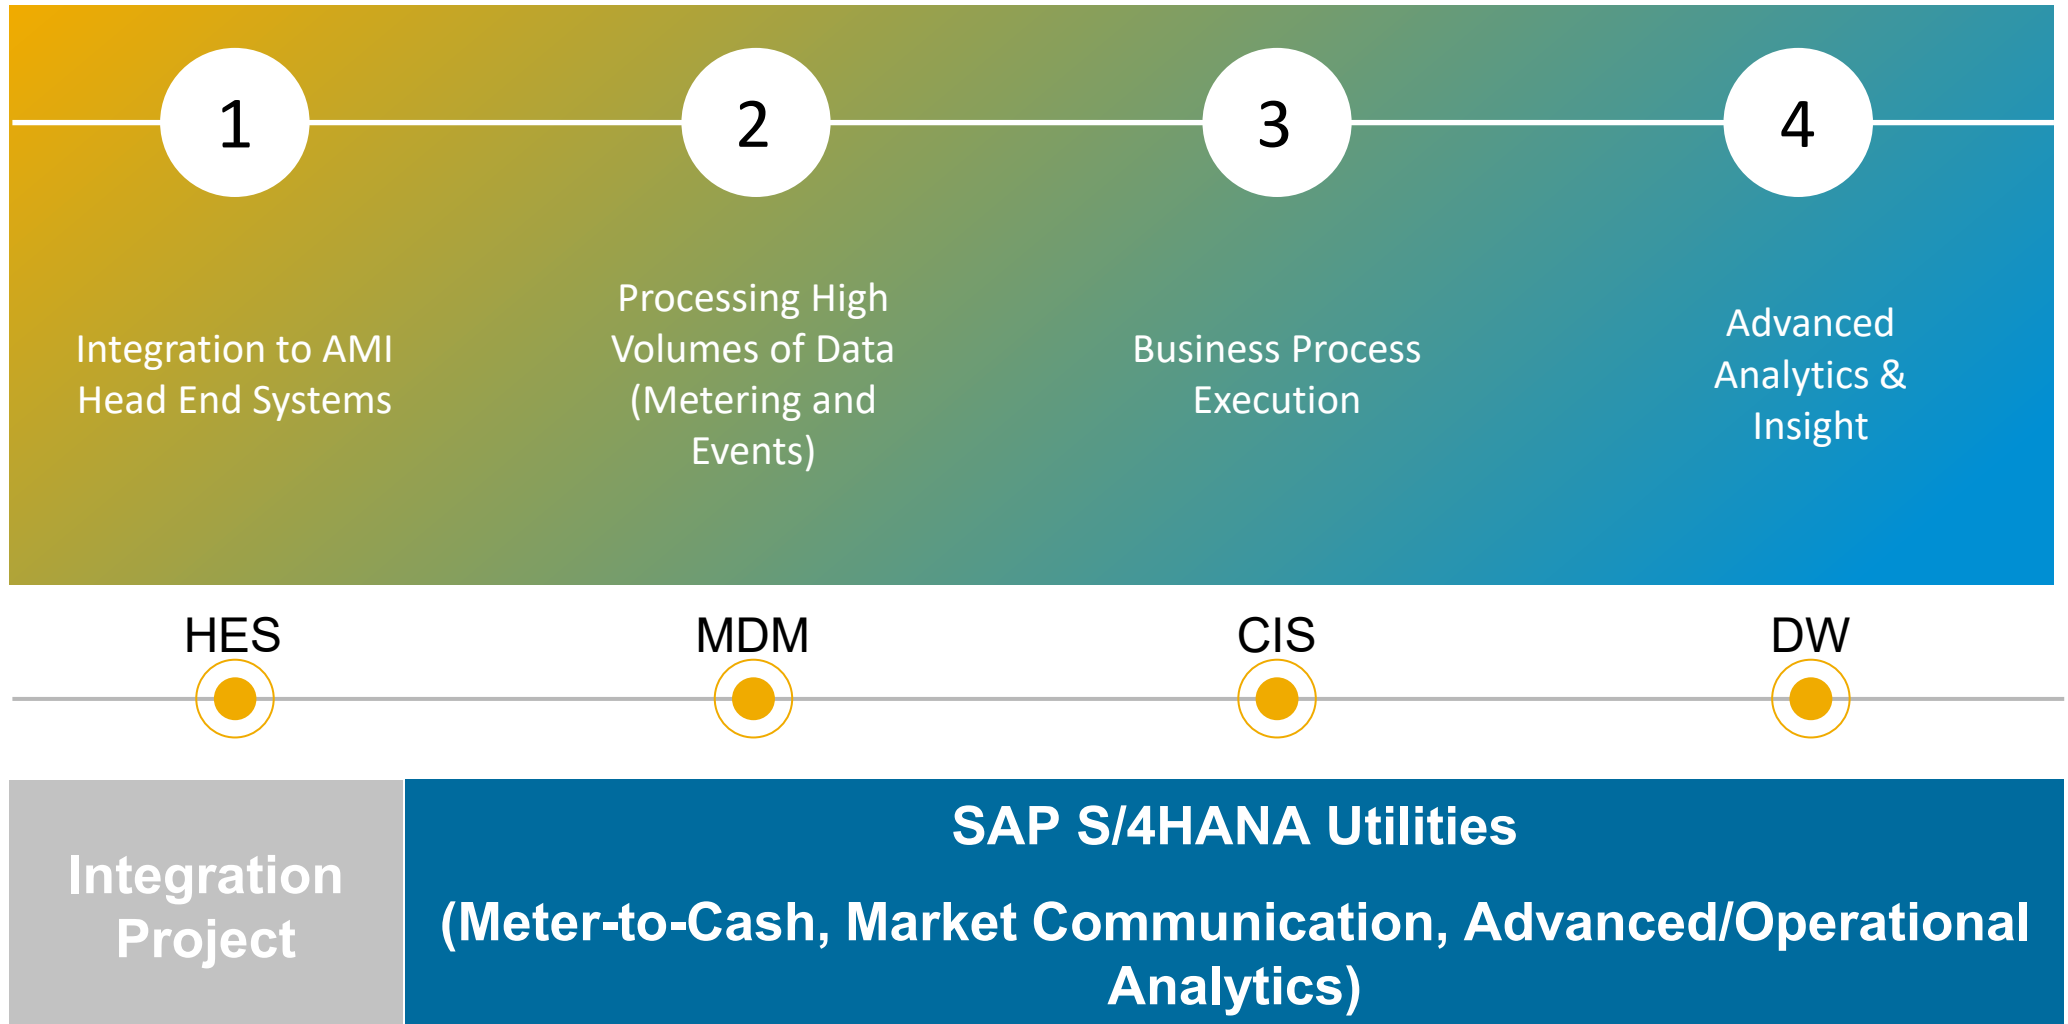 1
2
3
4
Integration to AMI
Head End Systems
Processing High
Volumes of Data
(Metering and
Events)
Business Process
Execution
Advanced
Analytics &
Insight
HES
MDM
CIS
DW
Integration
Project
SAP S/4HANA Utilities
(Meter-to-Cash, Market Communication, Advanced/Operational
Analytics)